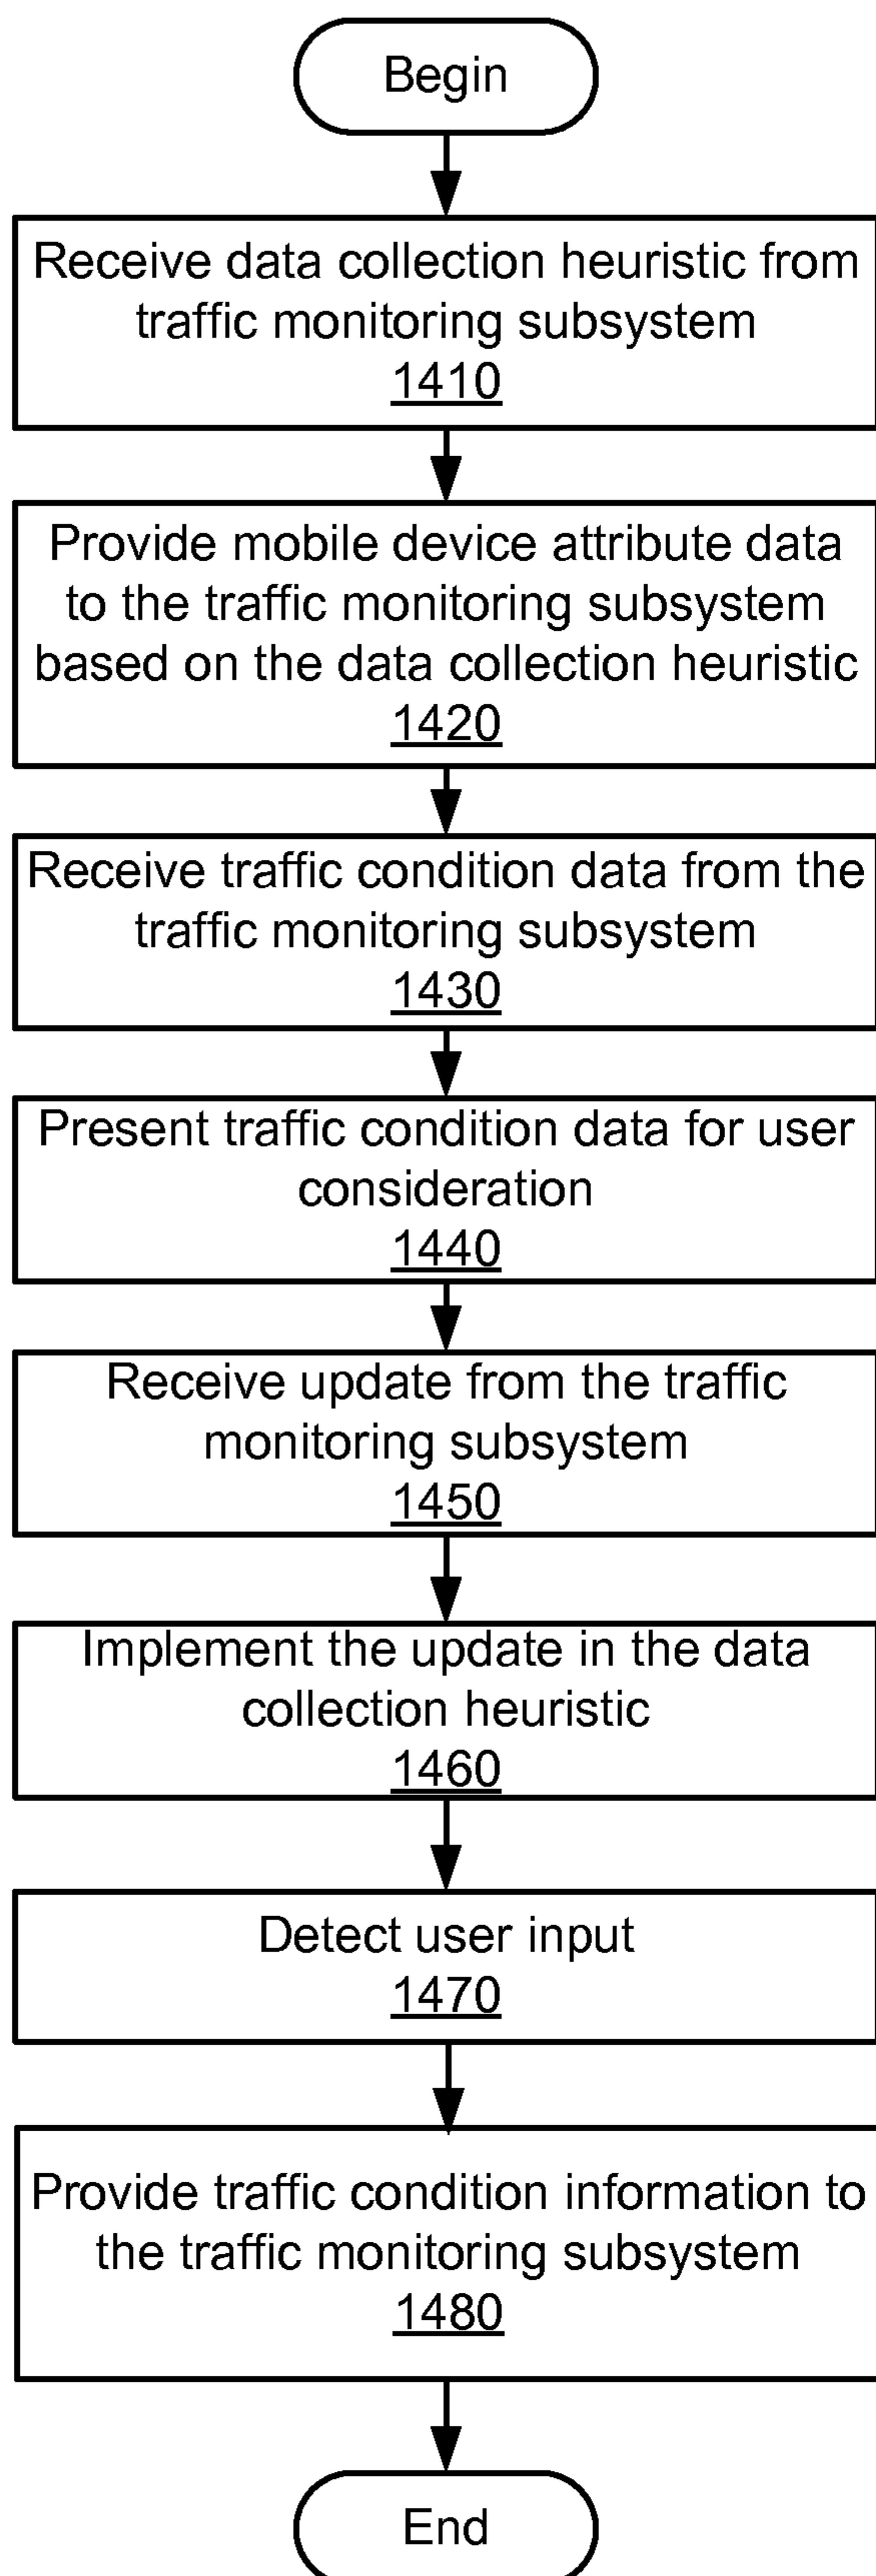 Begin
Receive data collection heuristic from
traffic monitoring subsystem
1410
Provide mobile device attribute data
to the traffic monitoring subsystem
based on the data collection heuristic
1420
Receive traffic condition data from the
traffic monitoring subsystem
1430
Present traffic condition data for user
consideration
1440
Receive update from the traffic
monitoring subsystem
1450
Implement the update in the data
collection heuristic
1460
Detect user input
1470
Provide traffic condition information to
the traffic monitoring subsystem
1480
End